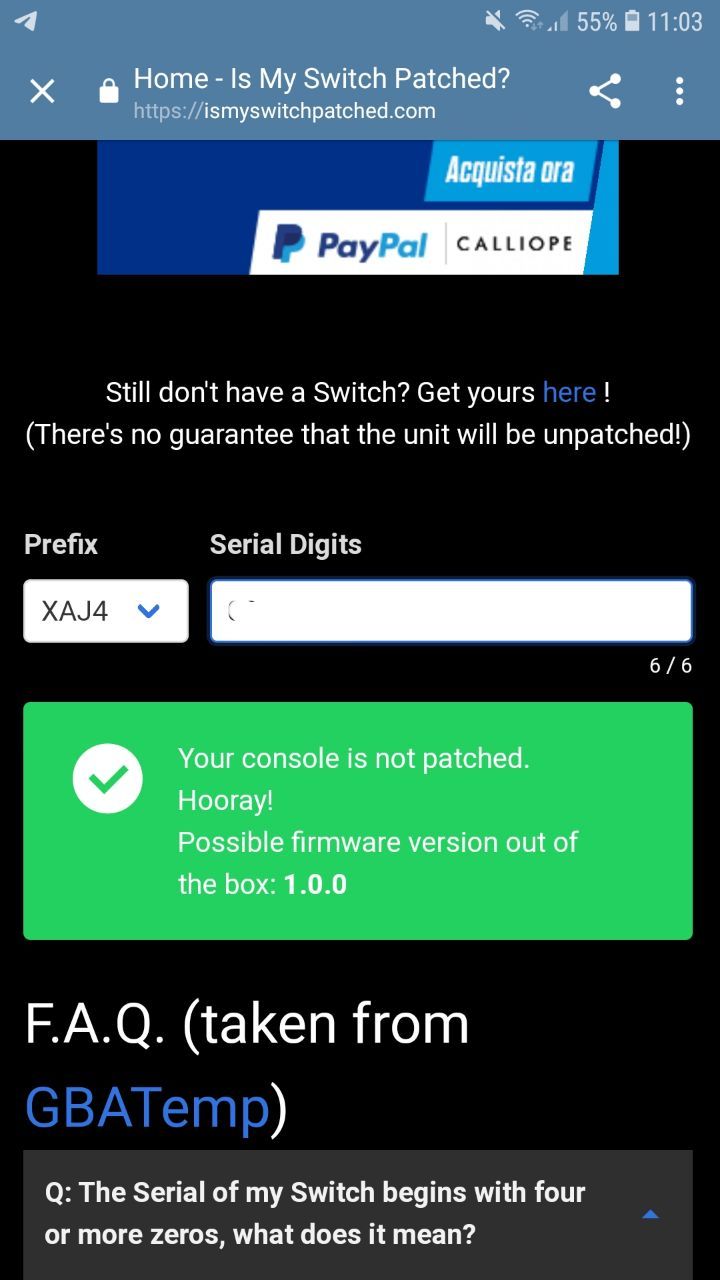 55% 11:03
Home - Is My Switch Patched?
https://ismyswitchpatched.com
Acquista ora
PayPal CALLIOPE
Still don't have a Switch? Get yours here !
(There's no guarantee that the unit will be unpatched!)
Prefix Serial Digits
XAJ4
6 / 6
Your console is not patched.
Hooray!
Possible firmware version out of
the box: 1.0.0
F.A.Q. (taken from
GBATemp)
Q: The Serial of my Switch begins with four
or more zeros, what does it mean?